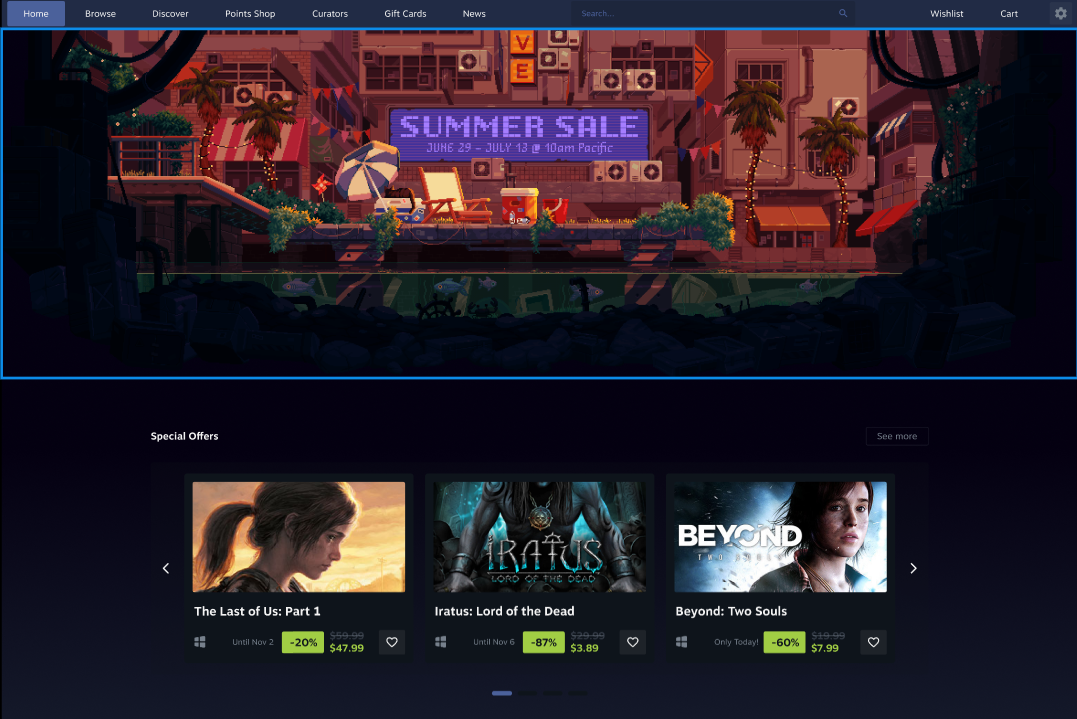 Home Browse Discover Points Shop Curators Gift Cards News Search... Wishlist Cart
V
E
SUMMER SALE
JUNE 29 - JULY 13 @ 10am Pacific
Special Offers See more
IRATUS
LORD OF THE DEAD
BEYOND
TWO SOULS
The Last of Us: Part 1 Iratus: Lord of the Dead Beyond: Two Souls
Until Nov 2 -20% $59.99 Until Nov 6 -87% $29.99 Only Today! -60% $19.99
$47.99 $3.89 $7.99